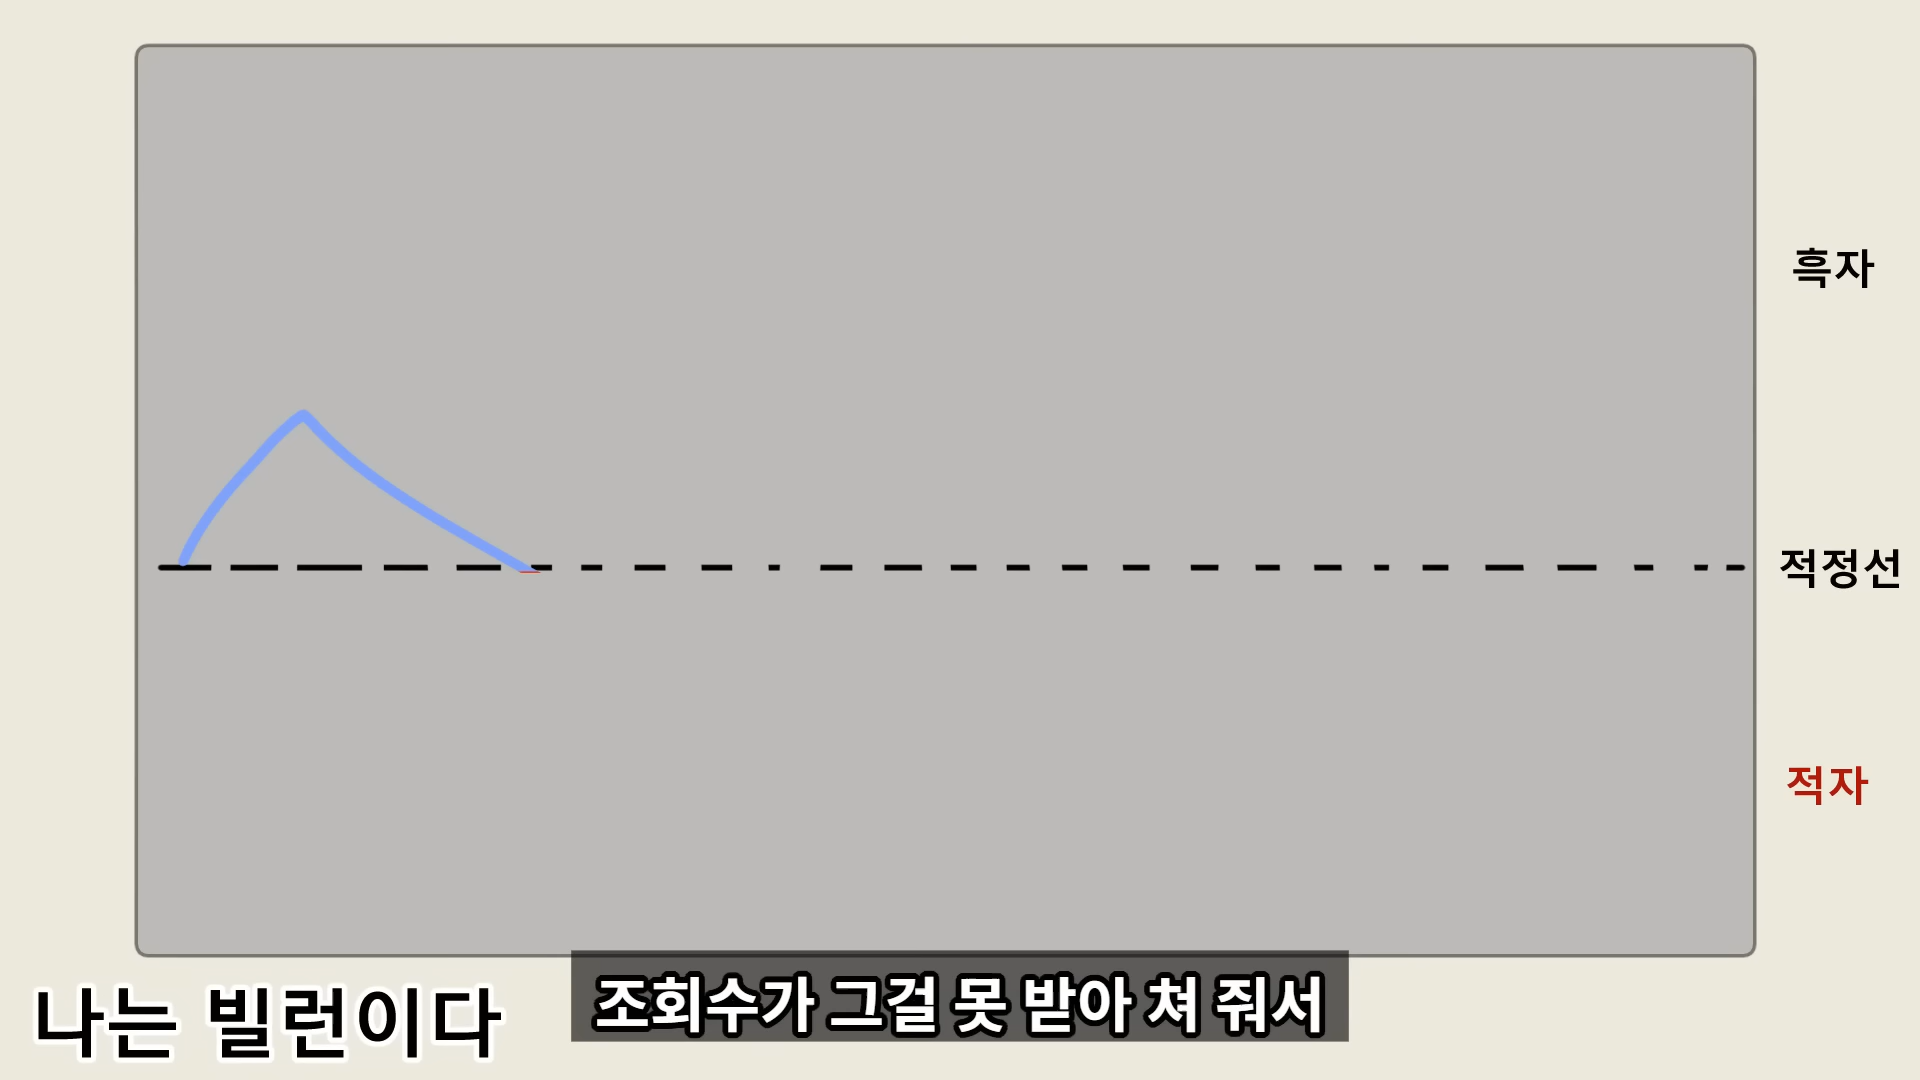 흑자
적정선
적자
나는 빌런이다
조회수가 그걸 못 받아 쳐 줘서